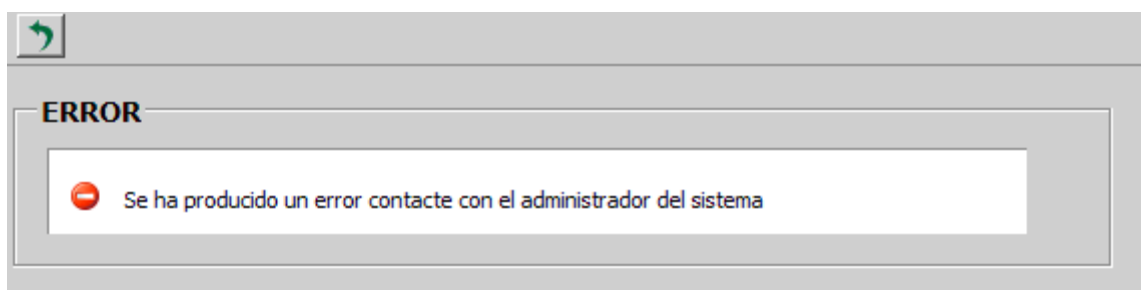 ERROR
Se ha producido un error contacte con el administrador del sistema